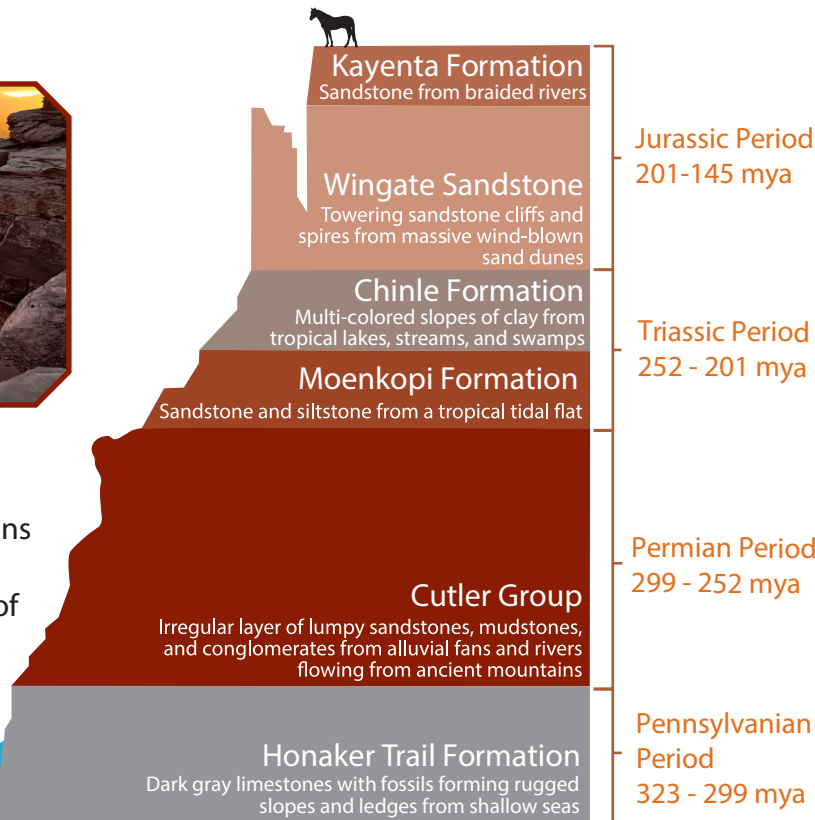 Kayenta Formation
Sandstone from braided rivers
Jurassic Period
201-145 mya
Wingate Sandstone
Towering sandstone cliffs and
spires from massive wind-blown
sand dunes
Chinle Formation
Multi-colored slopes of clay from
tropical lakes, streams, and swamps
Triassic Period
252 - 201 mya
Moenkopi Formation
Sandstone and siltstone from a tropical tidal flat
ns
of
Permian Period
299 - 252 mya
Cutler Group
Irregular layer of lumpy sandstones, mudstones,
and conglomerates from alluvial fans and rivers
flowing from ancient mountains
Pennsylvanian
Period
323 - 299 mya
Honaker Trail Formation
Dark gray limestones with fossils forming rugged
slopes and ledges from shallow seas